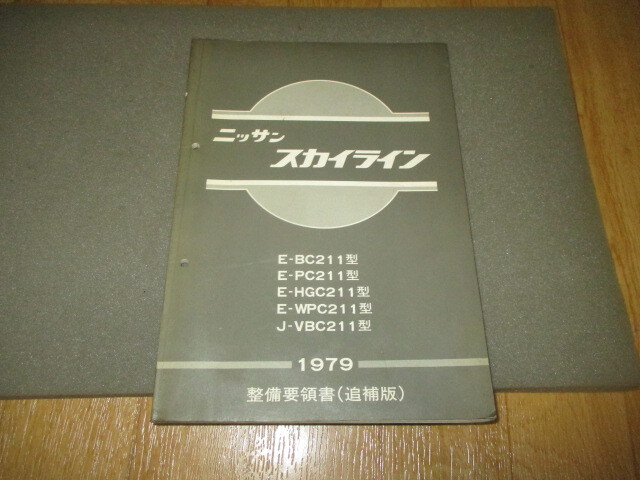 ニッサン
スカイライン
E-BC211型
E-PC211型
E-HGC211型
E-WPC211型
J-VBC211型
1979
整備要領書(追補版)